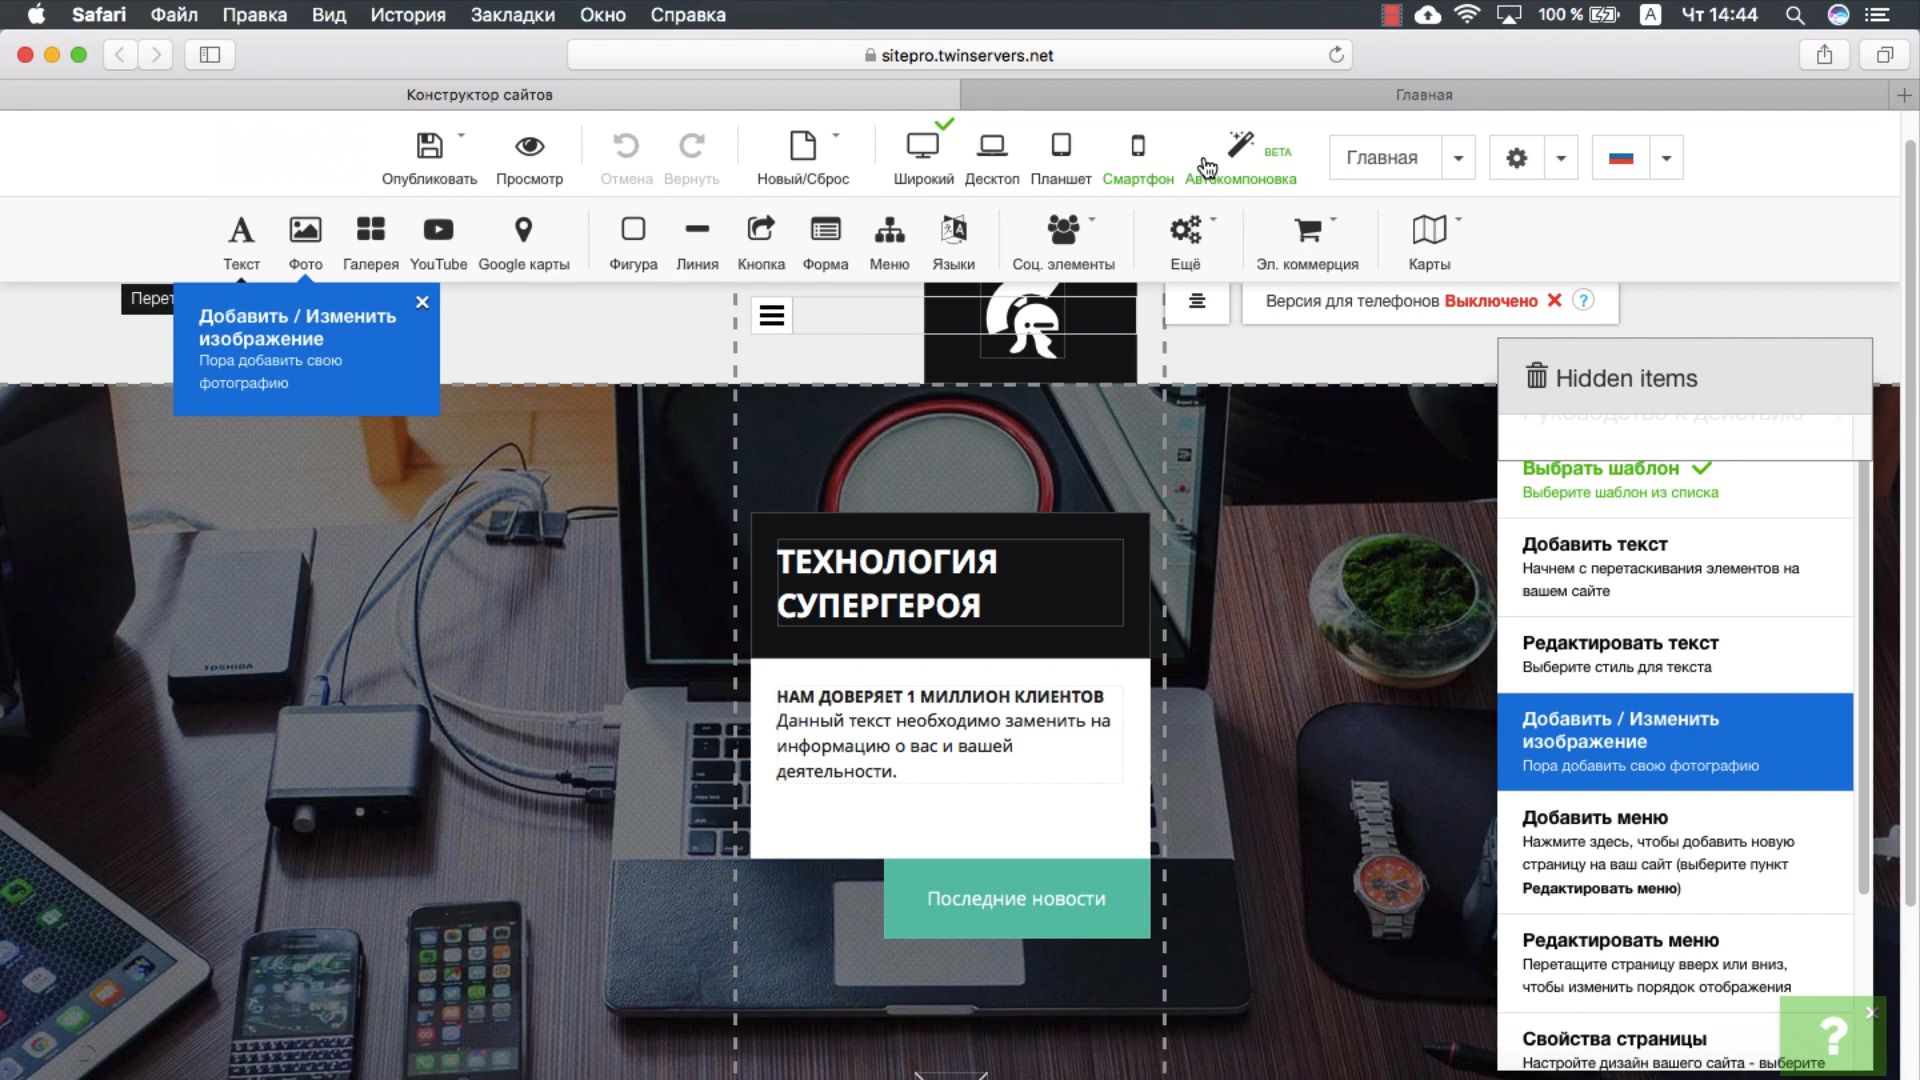 Safari Файл Правка Вид История Закладки Окно Справка
100 % A Чт 14:44
sitepro.twinservers.net
Конструктор сайтов
Главная
Опубликовать Просмотр Отмена Вернуть Новый/Сброс Широкий Десктоп Планшет Смартфон Автокомпоновка BETA
Главная
Текст Фото Галерея YouTube Google карты Фигура Линия Кнопка Форма Меню Языки Соц. элементы Ещё Эл. коммерция Карты
Перет
Добавить / Изменить
изображение
Пора добавить свою
фотографию
Версия для телефонов Выключено ?
Hidden items
Руководство к действию
Выбрать шаблон
Выберите шаблон из списка
Добавить текст
Начнем с перетаскивания элементов на
вашем сайте
Редактировать текст
Выберите стиль для текста
Добавить / Изменить
изображение
Пора добавить свою фотографию
Добавить меню
Нажмите здесь, чтобы добавить новую
страницу на ваш сайт (выберите пункт
Редактировать меню)
Редактировать меню
Перетащите страницу вверх или вниз,
чтобы изменить порядок отображения
Свойства страницы
Настройте дизайн вашего сайта - выберите
?
ТЕХНОЛОГИЯ
СУПЕРГЕРОЯ
НАМ ДОВЕРЯЕТ 1 МИЛЛИОН КЛИЕНТОВ
Данный текст необходимо заменить на
информацию о вас и вашей
деятельности.
Последние новости
TOSHIBA